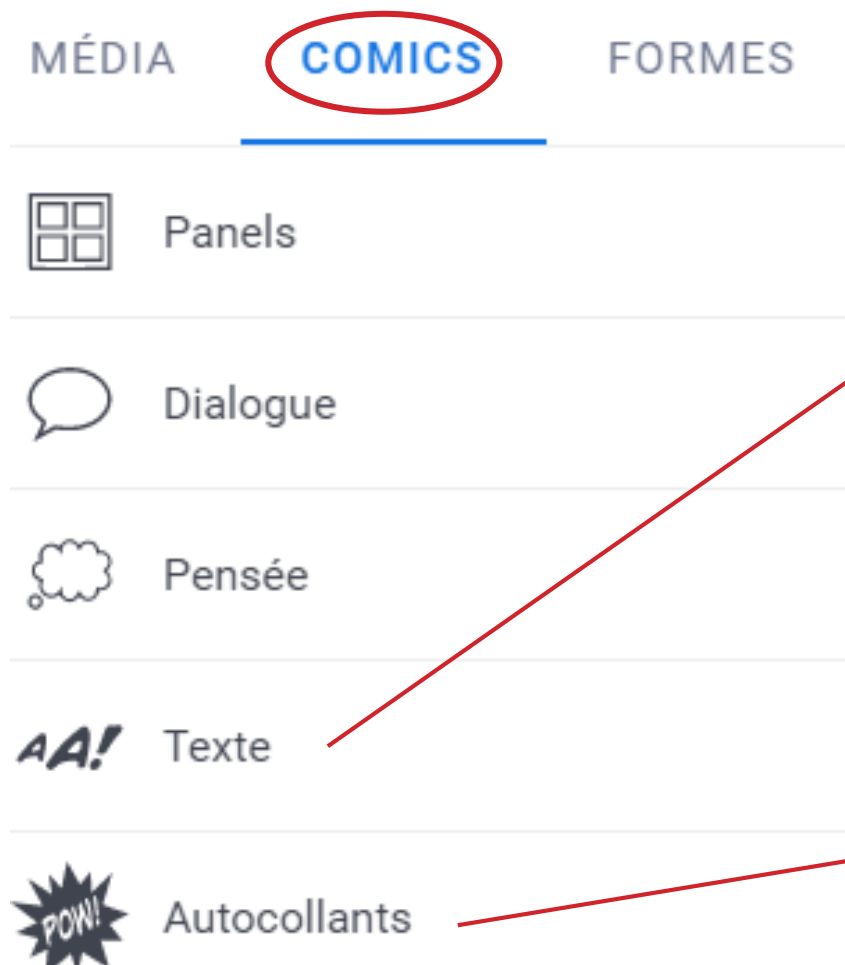 MÉDIA COMICS FORMES
Panels
Dialogue
Pensée
AA! Texte
POW! Autocollants